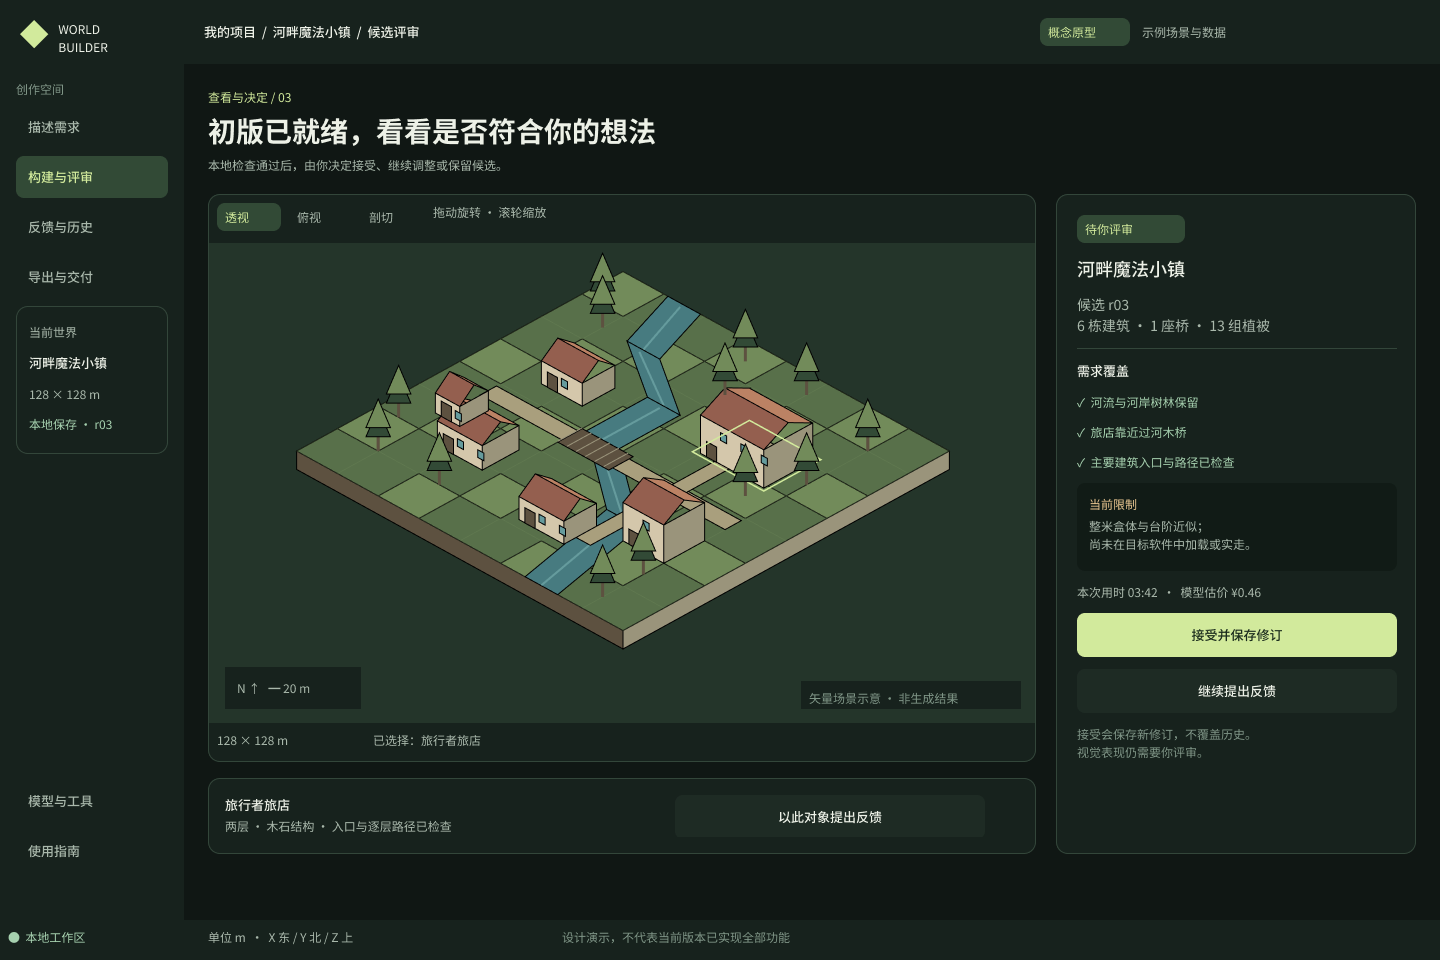 WORLD
BUILDER
我的项目 / 河畔魔法小镇 / 候选评审
概念原型
示例场景与数据
创作空间
描述需求
构建与评审
反馈与历史
导出与交付
当前世界
河畔魔法小镇
128 × 128 m
本地保存 · r03
模型与工具
使用指南
查看与决定 / 03
初版已就绪，看看是否符合你的想法
本地检查通过后，由你决定接受、继续调整或保留候选。
透视
俯视
剖切
拖动旋转 · 滚轮缩放
N ↑ — 20 m
矢量场景示意 · 非生成结果
128 × 128 m
已选择：旅行者旅店
旅行者旅店
两层 · 木石结构 · 入口与逐层路径已检查
以此对象提出反馈
待你评审
河畔魔法小镇
候选 r03
6 栋建筑 · 1 座桥 · 13 组植被
需求覆盖
✓ 河流与河岸树林保留
✓ 旅店靠近过河木桥
✓ 主要建筑入口与路径已检查
当前限制
整米盒体与台阶近似；
尚未在目标软件中加载或实走。
本次用时 03:42 · 模型估价 ¥0.46
接受并保存修订
继续提出反馈
接受会保存新修订，不覆盖历史。
视觉表现仍需要你评审。
本地工作区
单位 m · X 东 / Y 北 / Z 上
设计演示，不代表当前版本已实现全部功能